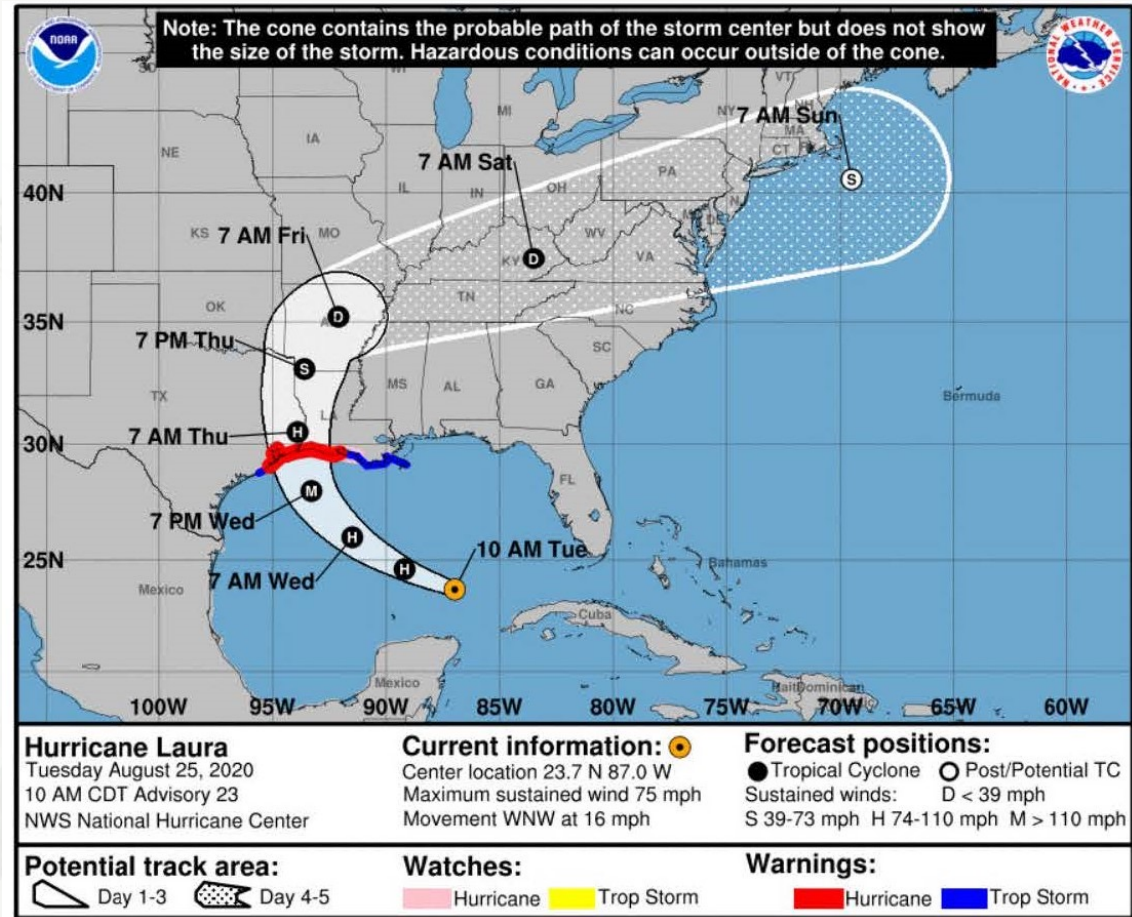 Note: The cone contains the probable path of the storm center but does not show
the size of the storm. Hazardous conditions can occur outside of the cone.
NOAA
NATIONAL WEATHER SERVICE
WI
MI
NY
VT
NH
7 AM Sun
MA
CT
IA
NE
7 AM Sat
PA
IL
IN
OH
S
40N
N
KS
MO
7 AM Fri
WV
D
KY
VA
DE
TN
NC
OK
D
35N
7 PM Thu
S
SC
MS
AL
GA
TX
Bermuda
7 AM Thu
H
LA
30N
FL
M
7 PM Wed
H
10 AM Tue
25N
7 AM Wed
H
Bahamas
Mexico
Cuba
Mexico
Haiti
Dominican
100W 95W 90W 85W 80W 75W 70W 65W 60W
Hurricane Laura
Tuesday August 25, 2020
10 AM CDT Advisory 23
NWS National Hurricane Center
Current information:
Center location 23.7 N 87.0 W
Maximum sustained wind 75 mph
Movement WNW at 16 mph
Forecast positions:
Tropical Cyclone Post/Potential TC
Sustained winds: D < 39 mph
S 39-73 mph H 74-110 mph M > 110 mph
Potential track area:
Day 1-3 Day 4-5
Watches:
Hurricane Trop Storm
Warnings:
Hurricane Trop Storm